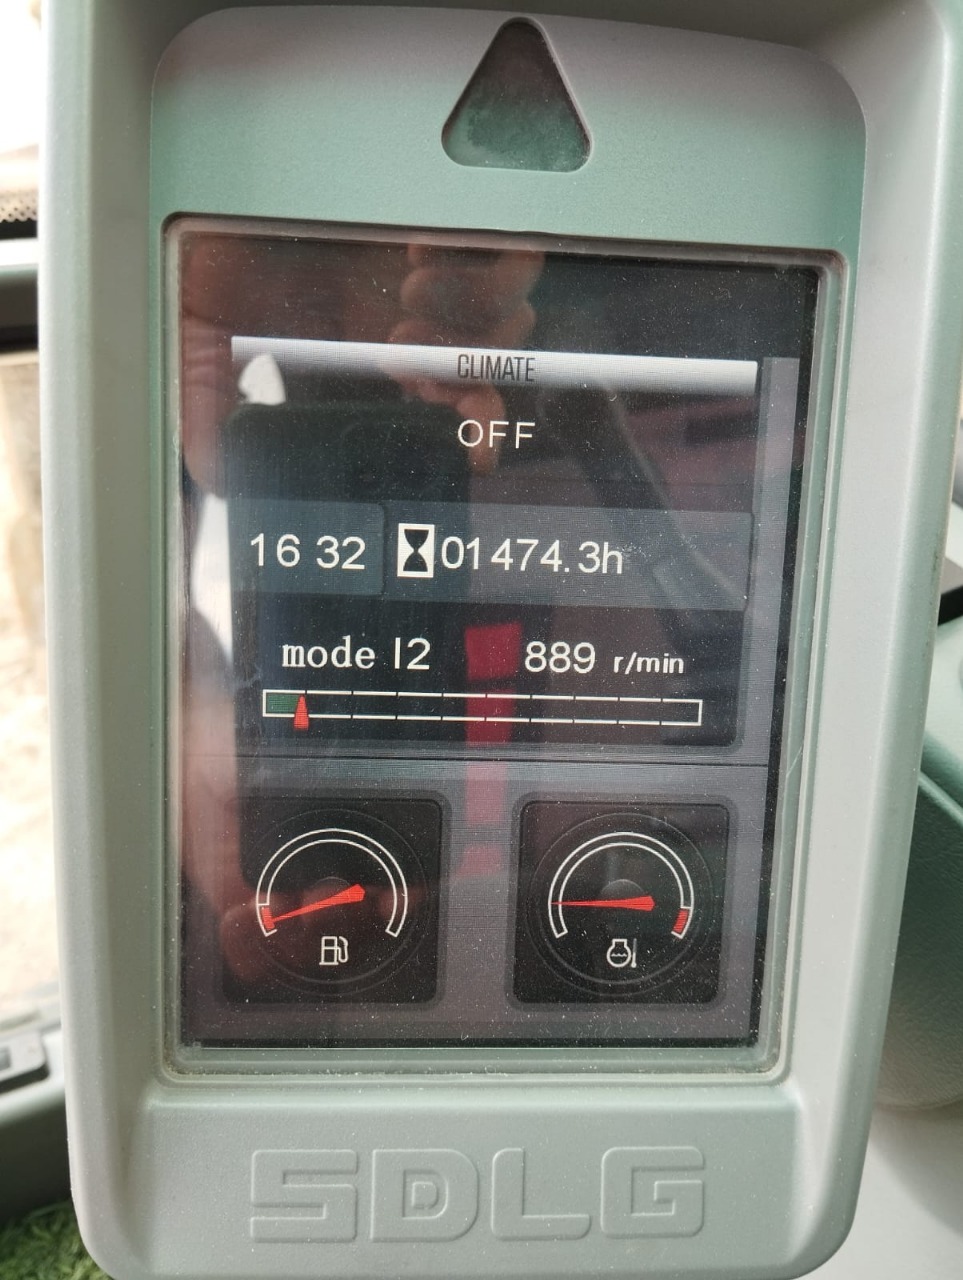 CLIMATE
OFF
16 32 01474.3h
mode I2 889 r/min
SDLG